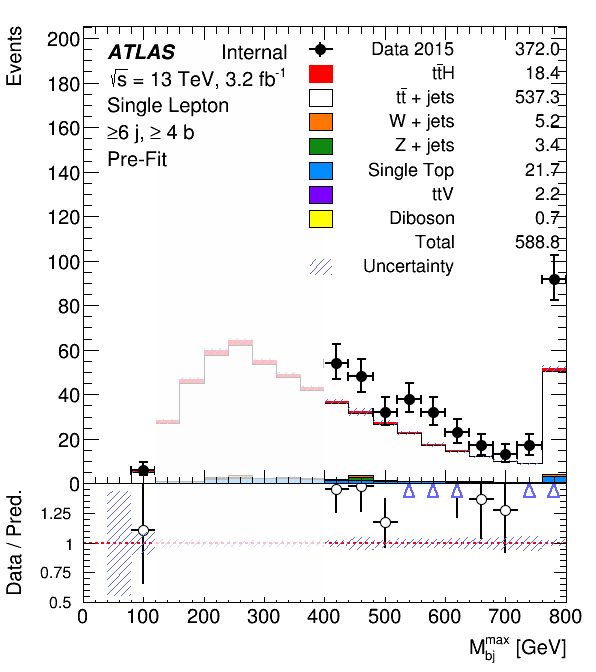 Events
ATLAS Internal
√s = 13 TeV, 3.2 fb⁻¹
Single Lepton
≥6 j, ≥ 4 b
Pre-Fit
Data 2015 372.0
tt̄H 18.4
tt̄ + jets 537.3
W + jets 5.2
Z + jets 3.4
Single Top 21.7
ttV 2.2
Diboson 0.7
Total 588.8
Uncertainty
200
180
160
140
120
100
80
60
40
20
0
Data / Pred.
1.25
1
0.75
0.5
0 100 200 300 400 500 600 700 800
M_bj^max [GeV]